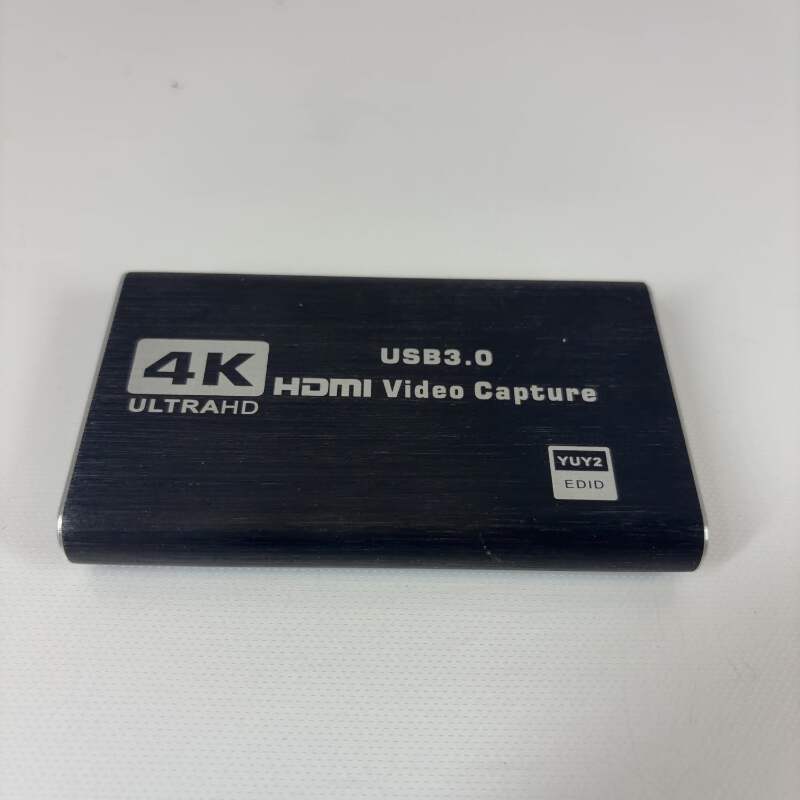 4K
ULTRAHD
USB3.0
HDMI Video Capture
YUY2
EDID